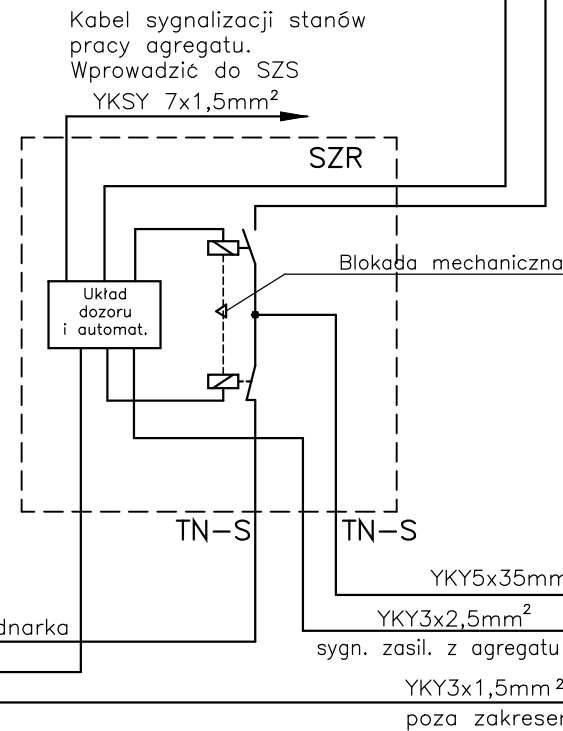 Kabel sygnalizacji stanów
pracy agregatu.
Wprowadzić do SZS
YKSY 7x1,5mm²
SZR
Blokada mechaniczna
Układ
dozoru
i automat.
TN-S
TN-S
YKY5x35mm
YKY3x2,5mm²
dnarka
sygn. zasil. z agregatu
YKY3x1,5mm²
poza zakresem